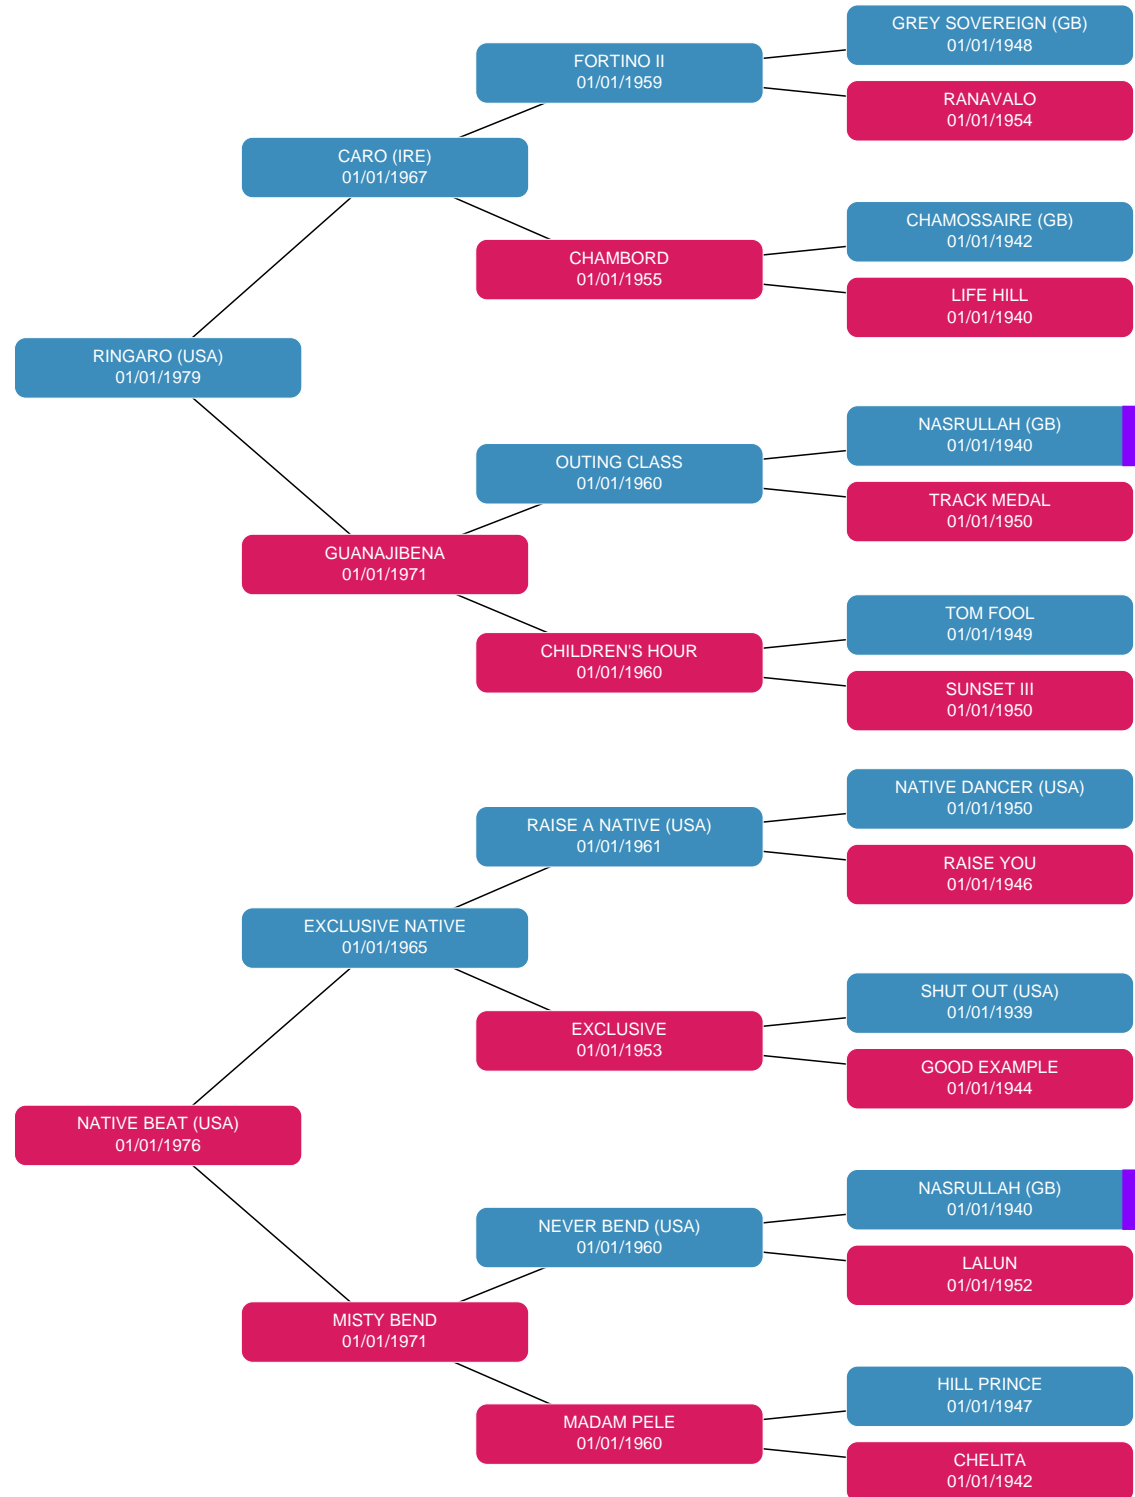 GREY SOVEREIGN (GB)
01/01/1948
FORTINO II
01/01/1959
RANAVALO
01/01/1954
CARO (IRE)
01/01/1967
CHAMOSSAIRE (GB)
01/01/1942
CHAMBORD
01/01/1955
LIFE HILL
01/01/1940
RINGARO (USA)
01/01/1979
NASRULLAH (GB)
01/01/1940
OUTING CLASS
01/01/1960
TRACK MEDAL
01/01/1950
GUANAJIBENA
01/01/1971
TOM FOOL
01/01/1949
CHILDREN'S HOUR
01/01/1960
SUNSET III
01/01/1950
NATIVE DANCER (USA)
01/01/1950
RAISE A NATIVE (USA)
01/01/1961
RAISE YOU
01/01/1946
EXCLUSIVE NATIVE
01/01/1965
SHUT OUT (USA)
01/01/1939
EXCLUSIVE
01/01/1953
GOOD EXAMPLE
01/01/1944
NATIVE BEAT (USA)
01/01/1976
NASRULLAH (GB)
01/01/1940
NEVER BEND (USA)
01/01/1960
LALUN
01/01/1952
MISTY BEND
01/01/1971
HILL PRINCE
01/01/1947
MADAM PELE
01/01/1960
CHELITA
01/01/1942